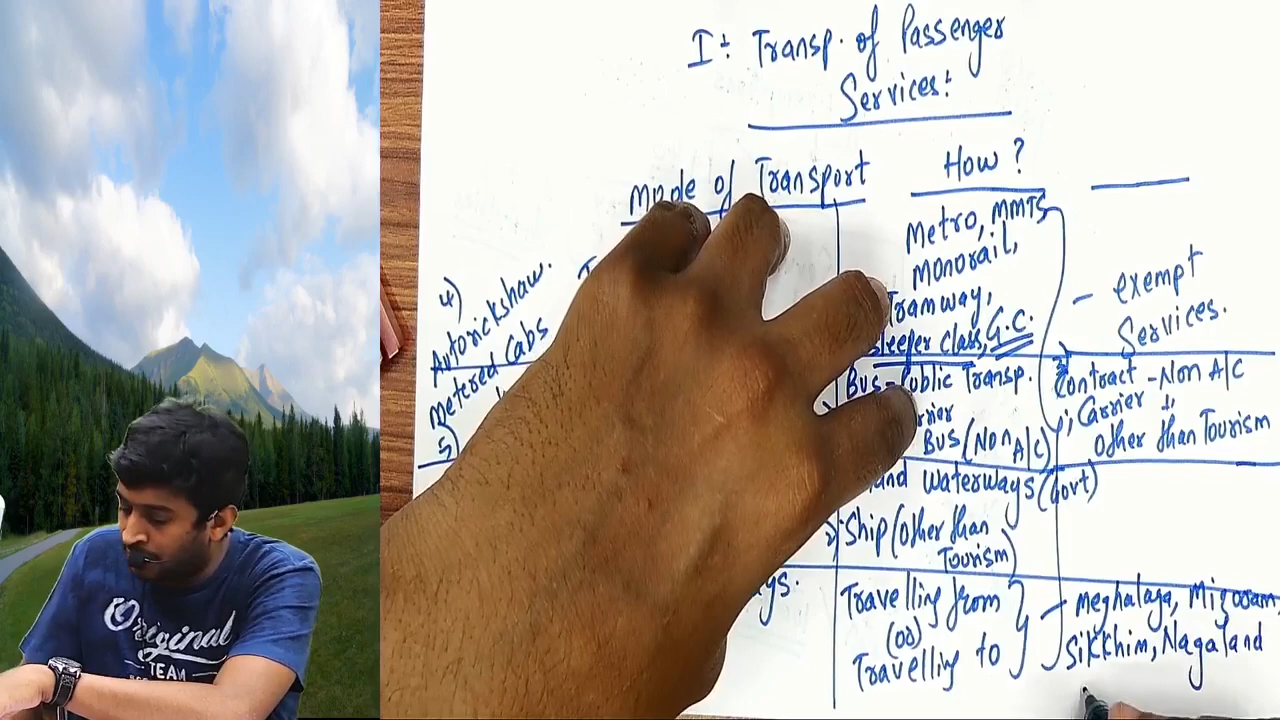 I:- Transp. of Passenger
Services:-
Mode of Transport
How?
4)
Autorickshaw.
Metered Cabs
5)
Metro, MMTS
Monorail,
Tramway,
Sleeper class, G.C.
- exempt
Services.
Bus-Public Transp.
Bus (Non A/C)
Contract - Non A/C
Carrier
other than Tourism
Waterways (Govt)
Ship (Other than
Tourism)
Travelling from
(or)
Travelling to
- Meghalaya, Mizoram,
Sikkhim, Nagaland
Original
TEAM